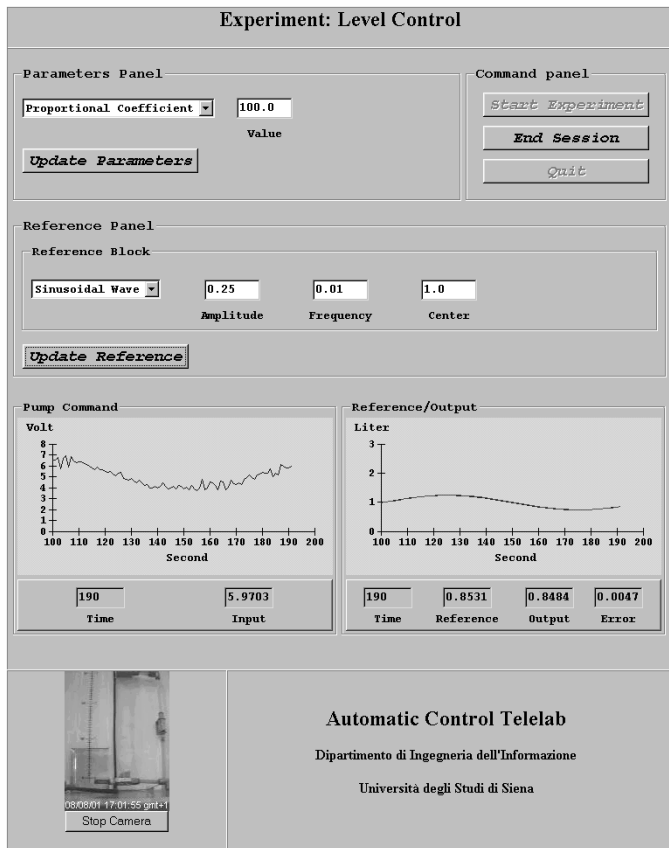 Experiment: Level Control
Parameters Panel
Proportional Coefficient
100.0
Value
Update Parameters
Command panel
Start Experiment
End Session
Quit
Reference Panel
Reference Block
Sinusoidal Wave
0.25
0.01
1.0
Amplitude Frequency Center
Update Reference
Pump Command
Volt
8
7
6
5
4
3
2
1
0
100 110 120 130 140 150 160 170 180 190 200
Second
190 5.9703
Time Input
Reference/Output
Liter
3
2
1
0
100 110 120 130 140 150 160 170 180 190 200
Second
190 0.8531 0.8484 0.0047
Time Reference Output Error
08/08/01 17:01:55 gmt+1
Stop Camera
Automatic Control Telelab
Dipartimento di Ingegneria dell'Informazione
Università degli Studi di Siena